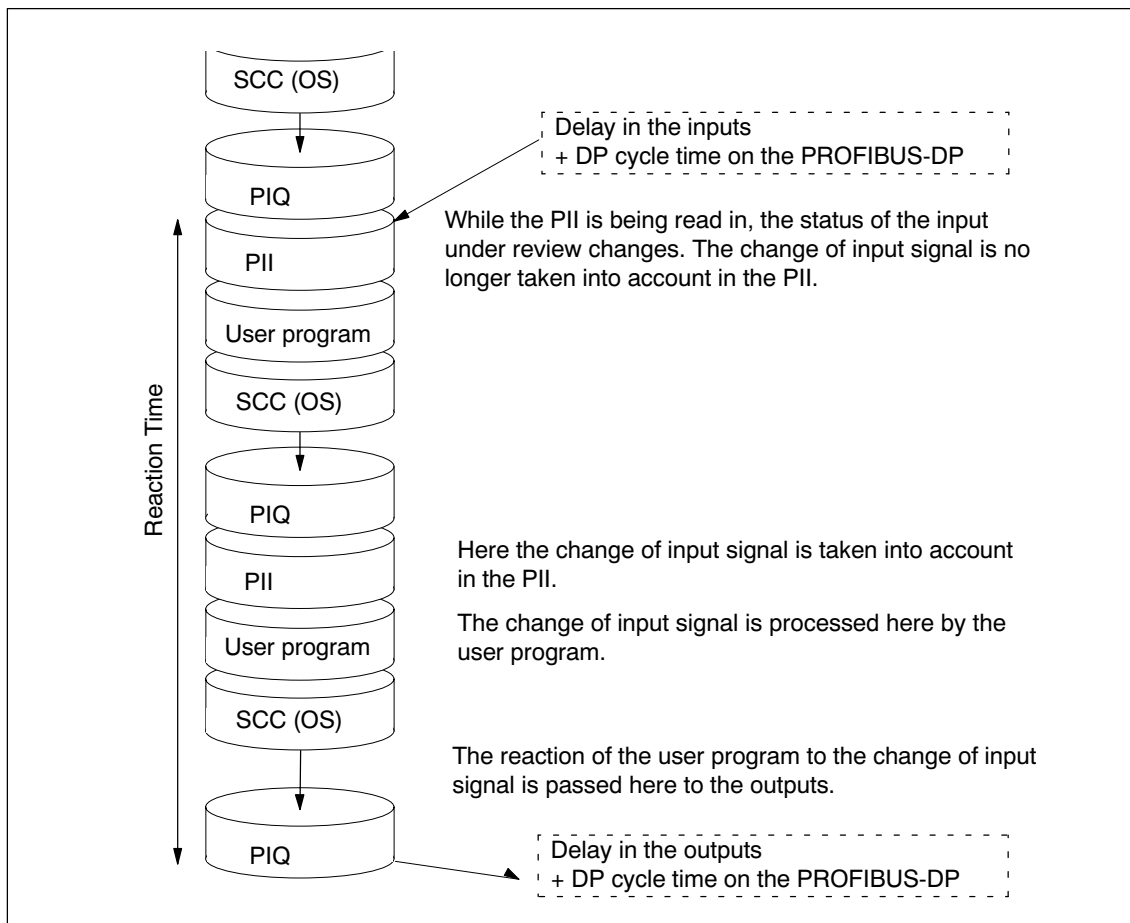 SCC (OS)
Delay in the inputs
+ DP cycle time on the PROFIBUS-DP
PIQ
While the PII is being read in, the status of the input
under review changes. The change of input signal is no
longer taken into account in the PII.
PII
User program
SCC (OS)
Reaction Time
PIQ
Here the change of input signal is taken into account
in the PII.
PII
The change of input signal is processed here by the
user program.
User program
SCC (OS)
The reaction of the user program to the change of input
signal is passed here to the outputs.
PIQ
Delay in the outputs
+ DP cycle time on the PROFIBUS-DP